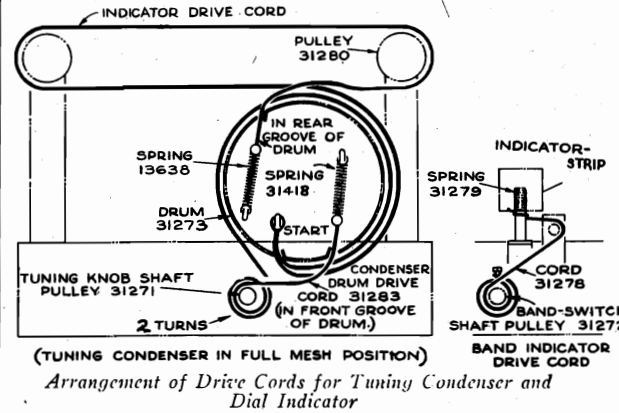 INDICATOR DRIVE CORD
PULLEY
31280
IN REAR
GROOVE OF
DRUM
SPRING
13638
SPRING
31418
DRUM
31273
START
TUNING KNOB SHAFT
PULLEY 31271
2 TURNS
CONDENSER
DRUM DRIVE
CORD 31283
(IN FRONT GROOVE
OF DRUM.)
(TUNING CONDENSER IN FULL MESH POSITION)
INDICATOR-
STRIP
SPRING
31279
CORD
31278
BAND-SWITCH
SHAFT PULLEY 31272
BAND INDICATOR
DRIVE CORD
Arrangement of Drive Cords for Tuning Condenser and
Dial Indicator